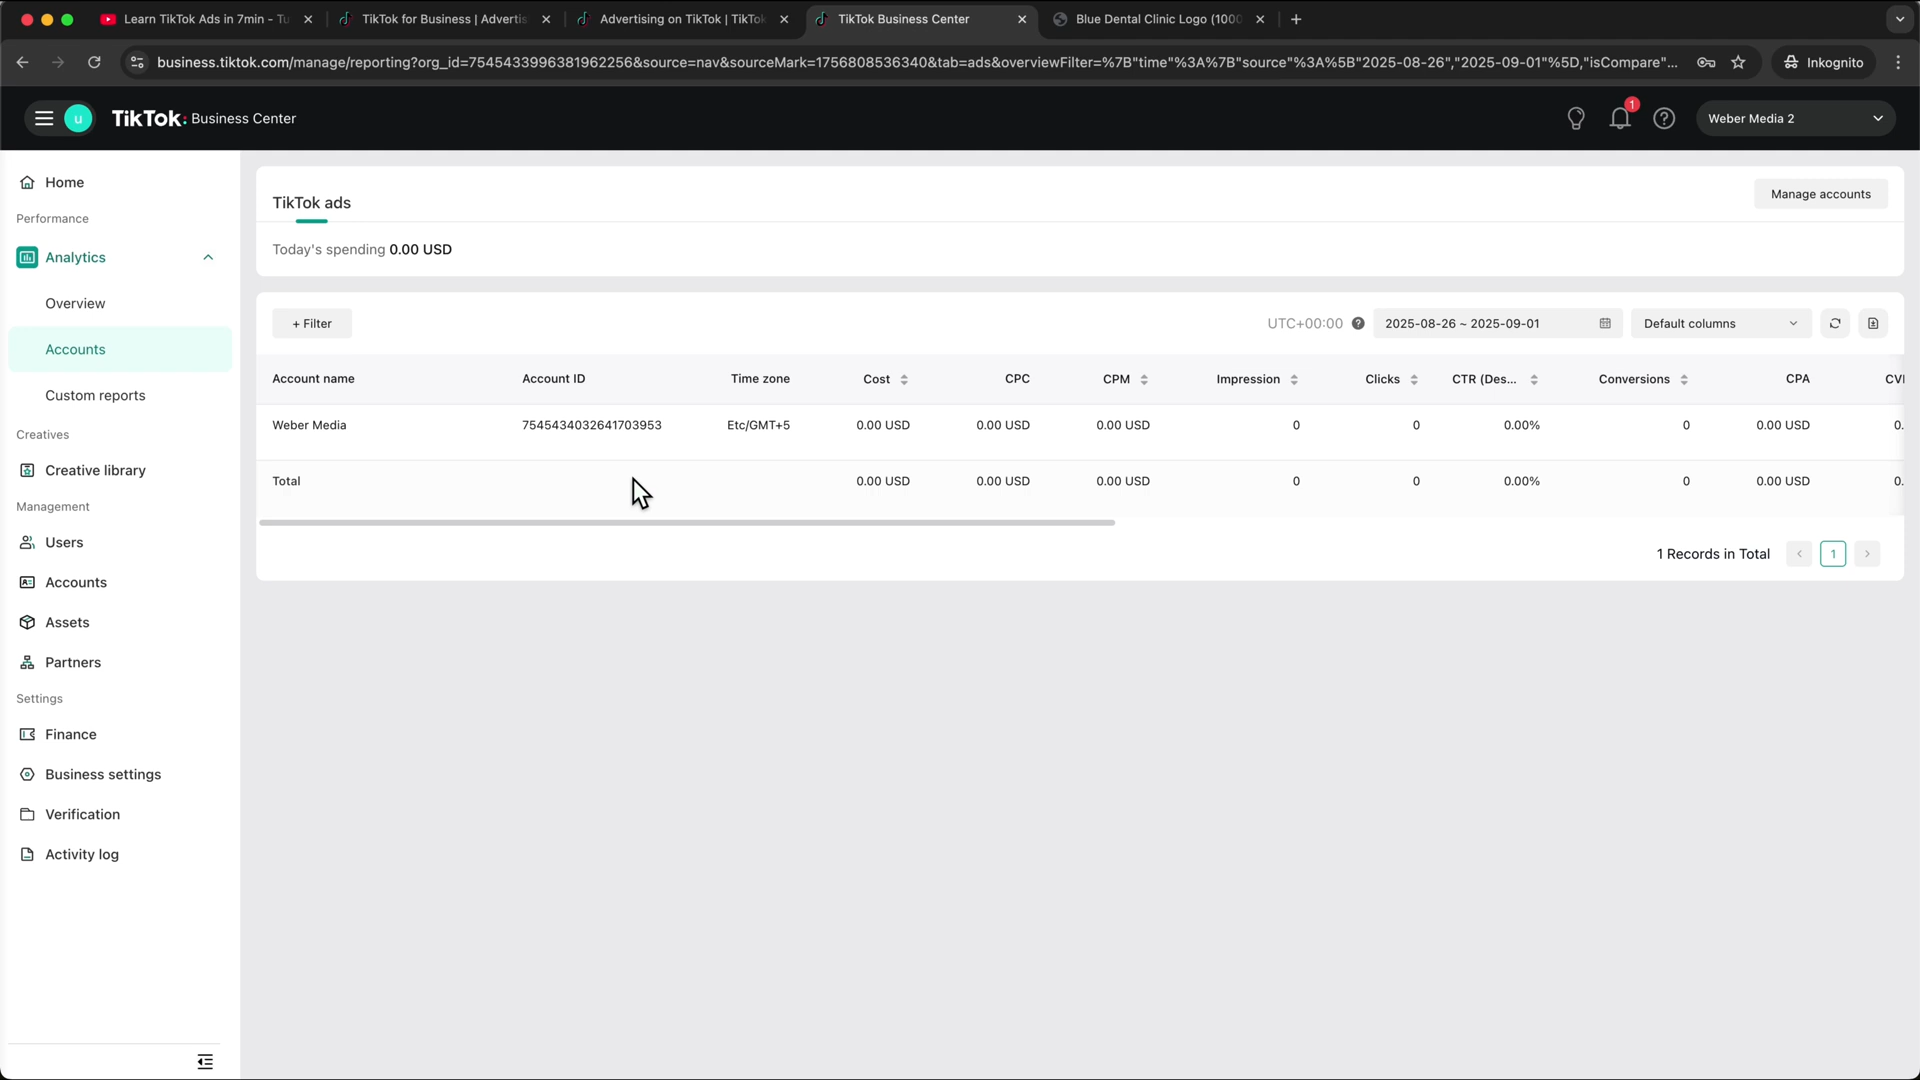 Learn TikTok Ads in 7min - Tu
TikTok for Business | Advertis
Advertising on TikTok | TikTok
TikTok Business Center
Blue Dental Clinic Logo (1000
business.tiktok.com/manage/reporting?org_id=7545433996381962256&source=nav&sourceMark=1756808536340&tab=ads&overviewFilter=%7B"time"%3A%7B"source"%3A%5B"2025-08-26","2025-09-01"%5D,"isCompare"...
Inkognito
u
TikTok: Business Center
1
Weber Media 2
Home
Performance
Analytics
Overview
Accounts
Custom reports
Creatives
Creative library
Management
Users
Accounts
Assets
Partners
Settings
Finance
Business settings
Verification
Activity log
TikTok ads
Manage accounts
Today's spending 0.00 USD
+ Filter
UTC+00:00
2025-08-26 ~ 2025-09-01
Default columns
Account name Account ID Time zone Cost CPC CPM Impression Clicks CTR (Des... Conversions CPA CVI
Weber Media 7545434032641703953 Etc/GMT+5 0.00 USD 0.00 USD 0.00 USD 0 0 0.00% 0 0.00 USD 0.
Total 0.00 USD 0.00 USD 0.00 USD 0 0 0.00% 0 0.00 USD 0.
1 Records in Total
1